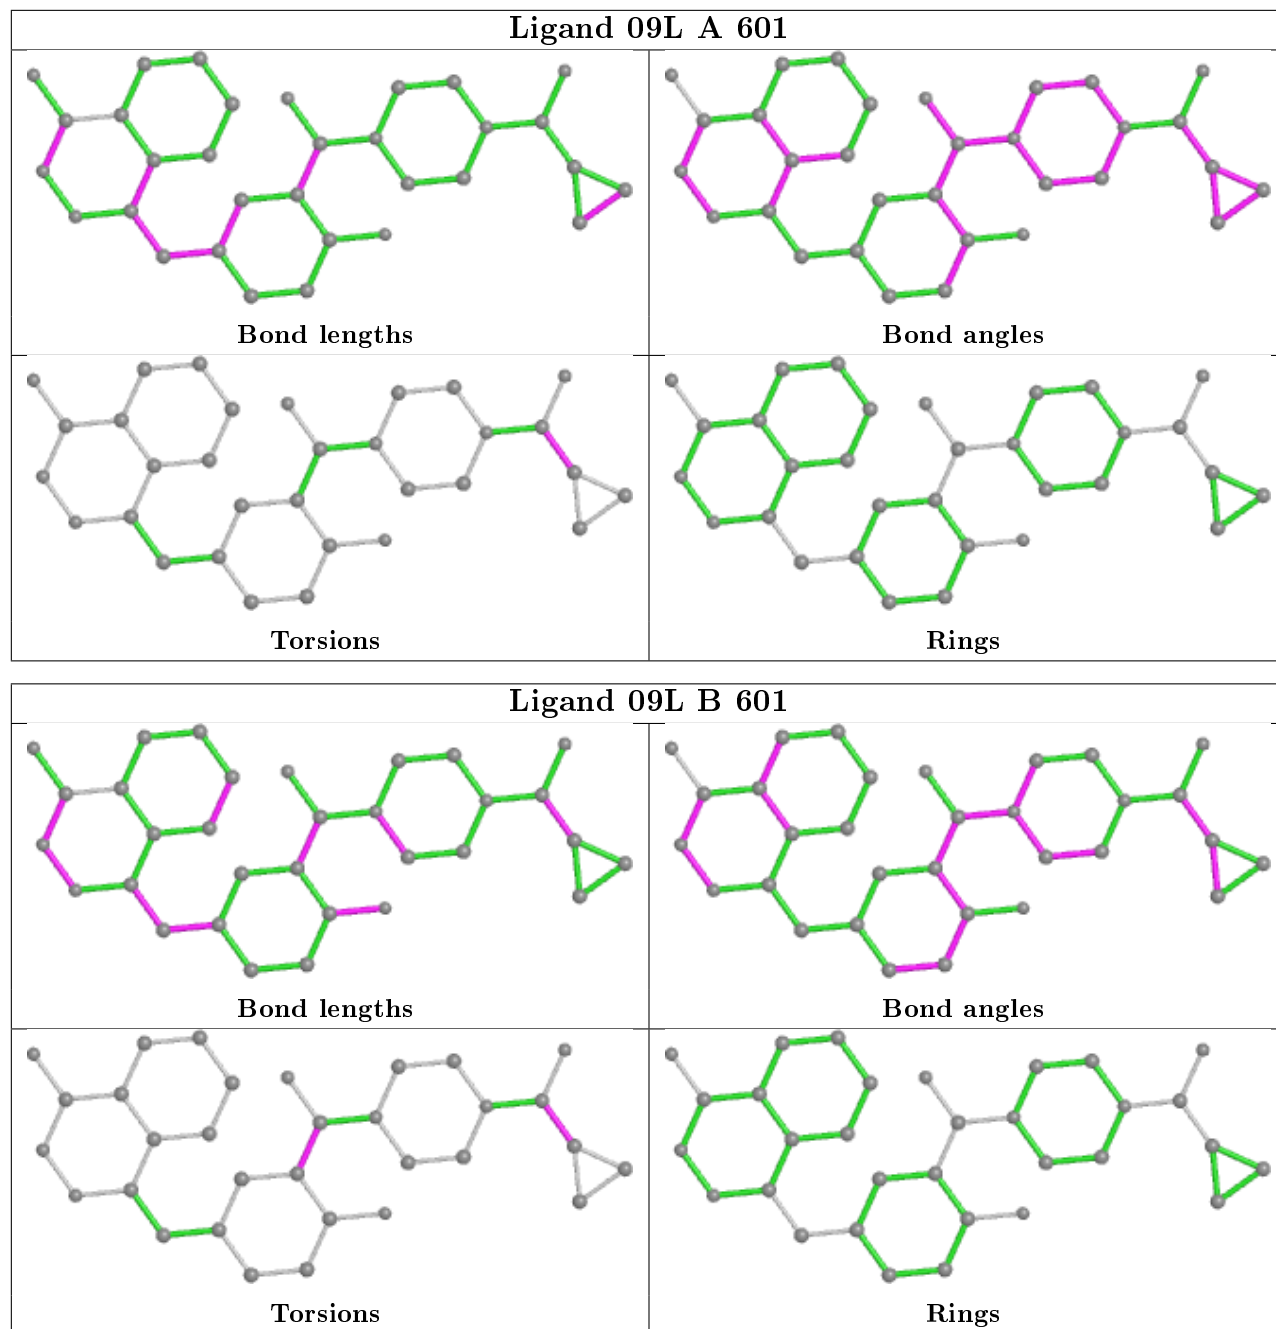 Ligand 09L A 601
Bond lengths
Bond angles
Torsions
Rings
Ligand 09L B 601
Bond lengths
Bond angles
Torsions
Rings